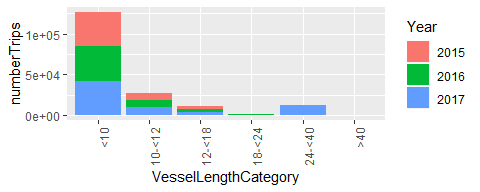 numberTrips
1e+05
5e+04
0e+00
<10
10-<12
12-<18
18-<24
24-<40
>40
VesselLengthCategory
Year
2015
2016
2017